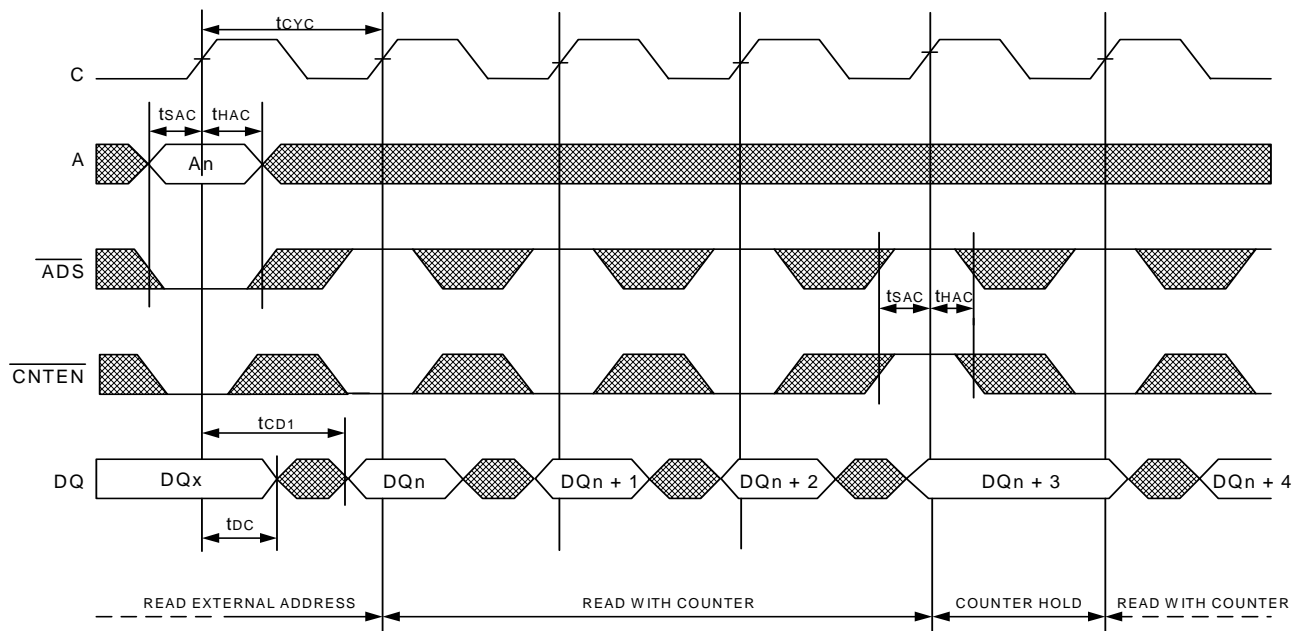 tCYC
C
tSAC tHAC
A An
ADS
tSAC tHAC
CNTEN
tCD1
DQ DQx DQn DQn + 1 DQn + 2 DQn + 3 DQn + 4
tDC
READ EXTERNAL ADDRESS READ WITH COUNTER COUNTER HOLD READ WITH COUNTER